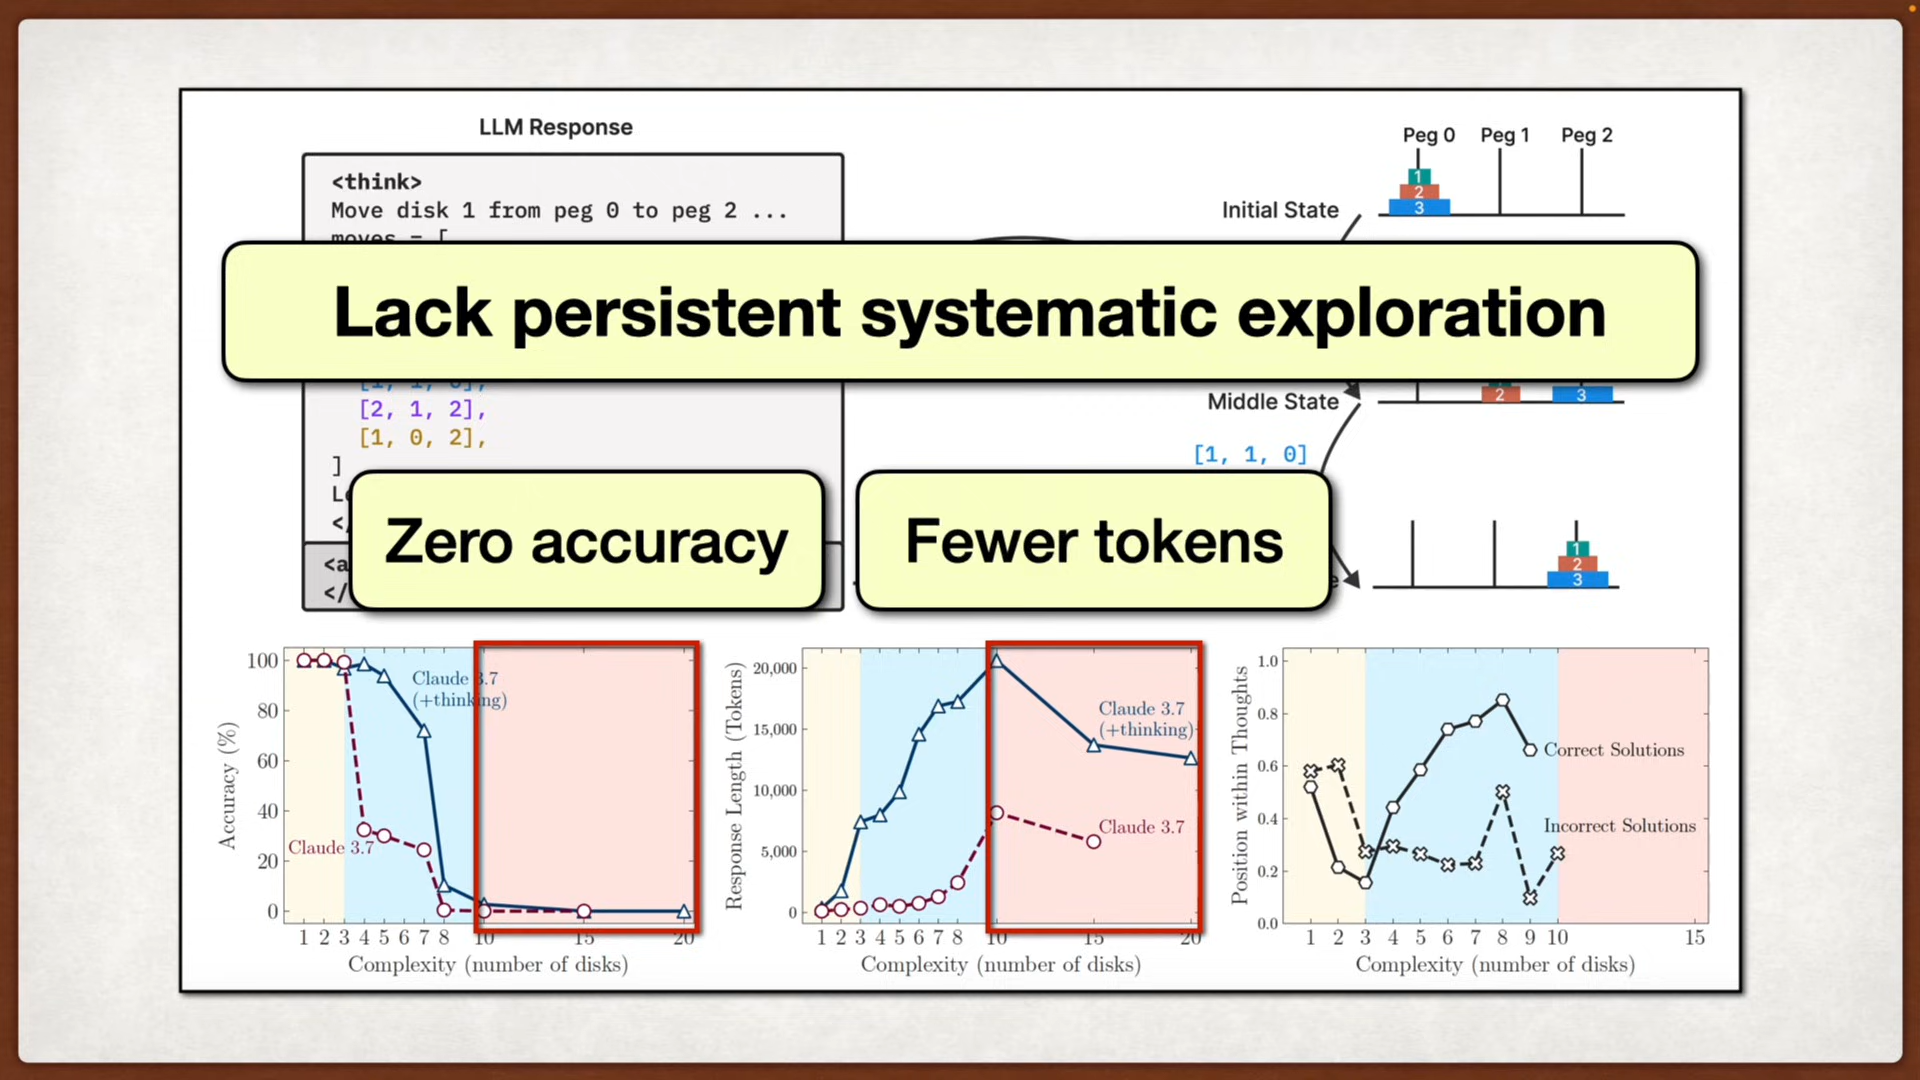 LLM Response
<think>
Move disk 1 from peg 0 to peg 2 ...
moves = [
Lack persistent systematic exploration
[1, 1, 0],
[2, 1, 2],
[1, 0, 2],
]
Zero accuracy
Fewer tokens
</
Peg 0 Peg 1 Peg 2
Initial State
1
2
3
Middle State
2
3
[1, 1, 0]
1
2
3
100
80
60
40
20
0
Accuracy (%)
Claude 3.7
(+thinking)
Claude 3.7
1 2 3 4 5 6 7 8 10 15 20
Complexity (number of disks)
20,000
15,000
10,000
5,000
0
Response Length (Tokens)
Claude 3.7
(+thinking)
Claude 3.7
1 2 3 4 5 6 7 8 10 15 20
Complexity (number of disks)
1.0
0.8
0.6
0.4
0.2
0.0
Position within Thoughts
Correct Solutions
Incorrect Solutions
1 2 3 4 5 6 7 8 9 10 15
Complexity (number of disks)